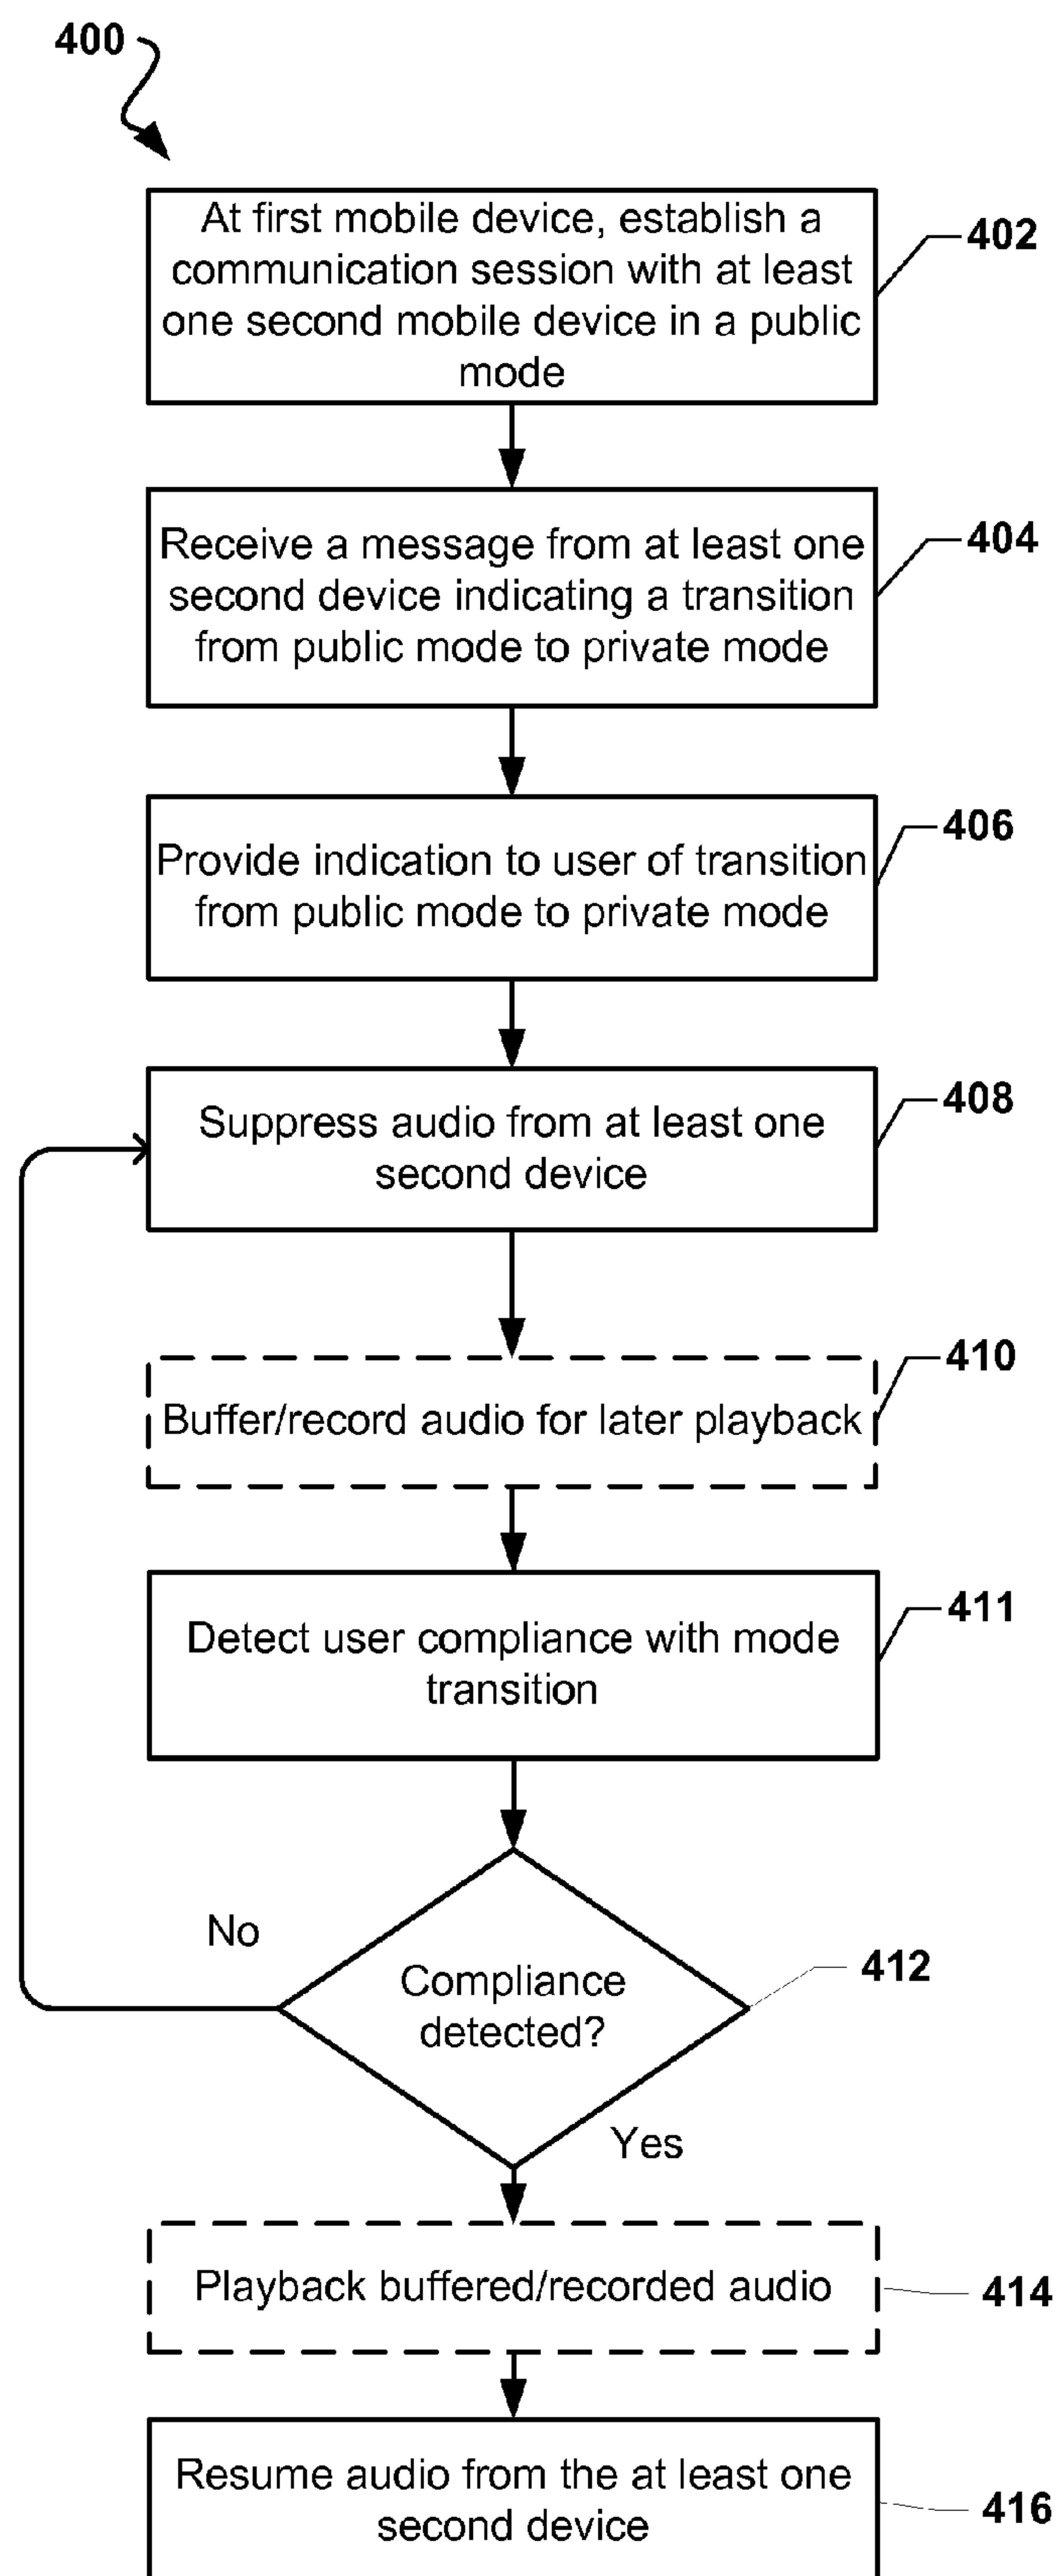 400
At first mobile device, establish a
communication session with at least
one second mobile device in a public
mode
402
Receive a message from at least one
second device indicating a transition
from public mode to private mode
404
Provide indication to user of transition
from public mode to private mode
406
Suppress audio from at least one
second device
408
Buffer/record audio for later playback
410
Detect user compliance with mode
transition
411
No
Compliance
detected?
412
Yes
Playback buffered/recorded audio
414
Resume audio from the at least one
second device
416